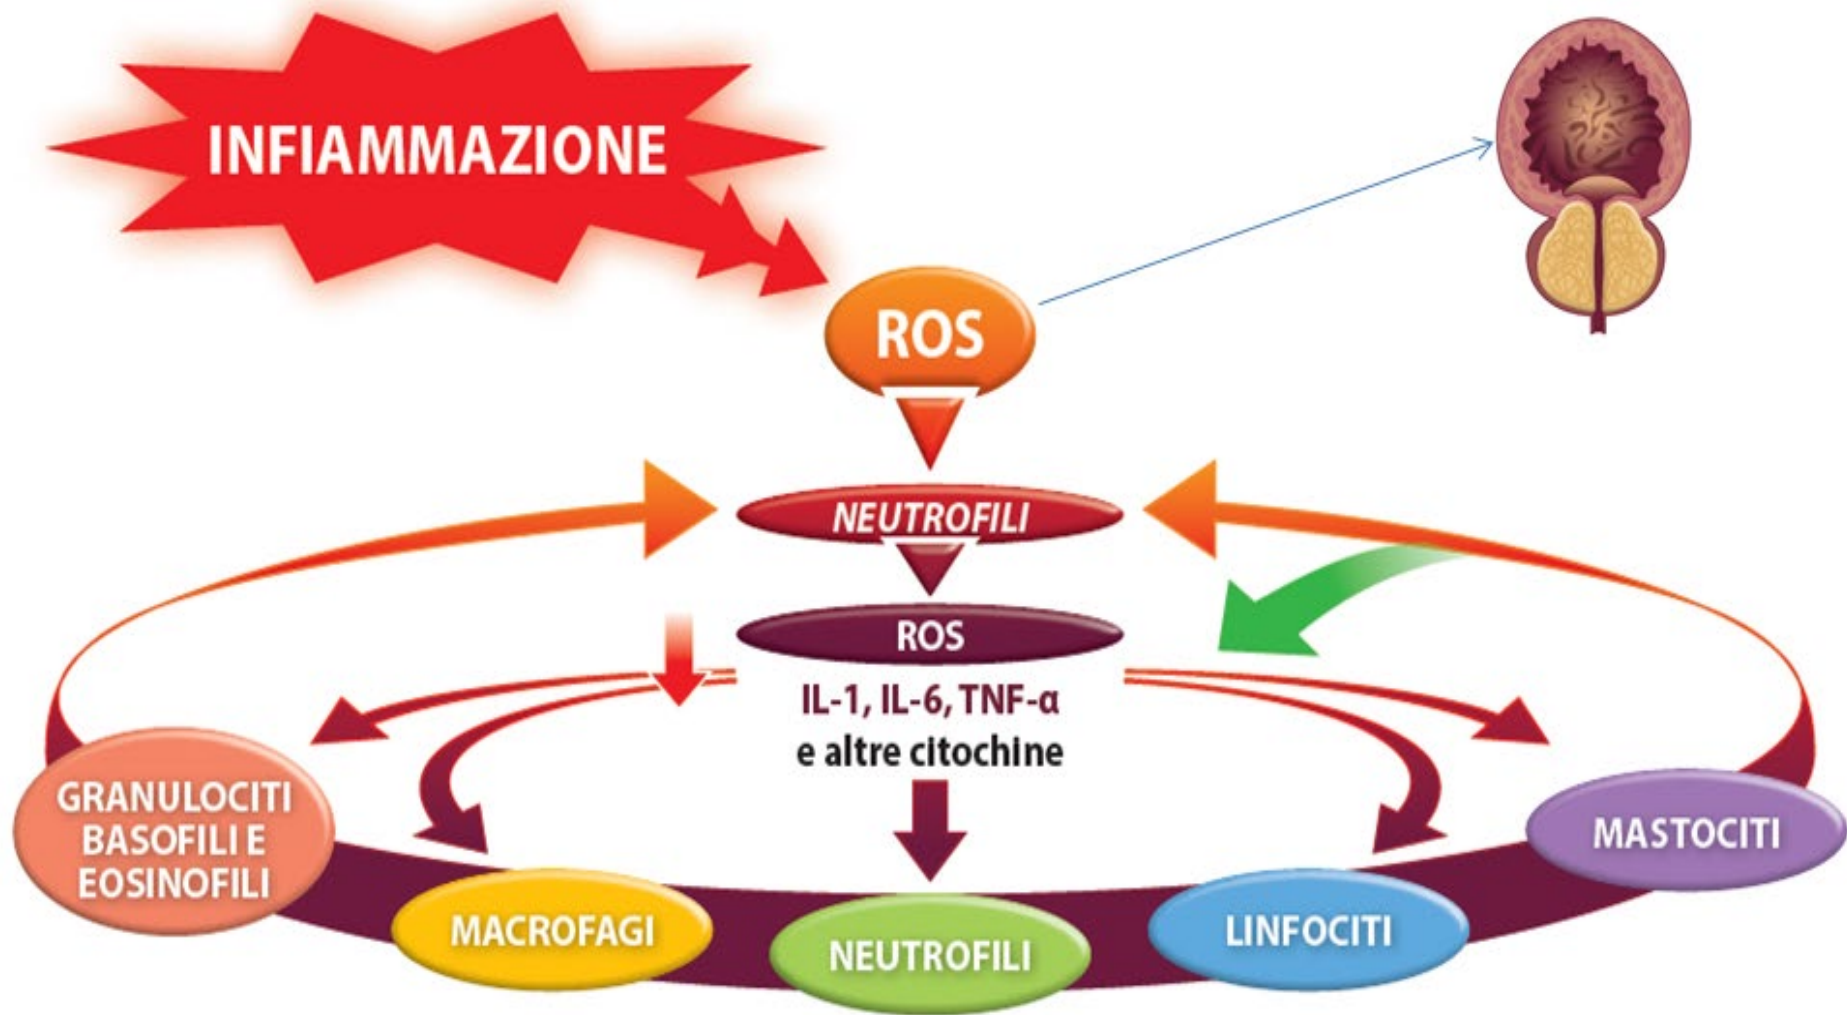 INFIAMMAZIONE
ROS
NEUTROFILI
ROS
IL-1, IL-6, TNF-α
e altre citochine
GRANULOCITI
BASOFILI E
EOSINOFILI
MACROFAGI
NEUTROFILI
LINFOCITI
MASTOCITI